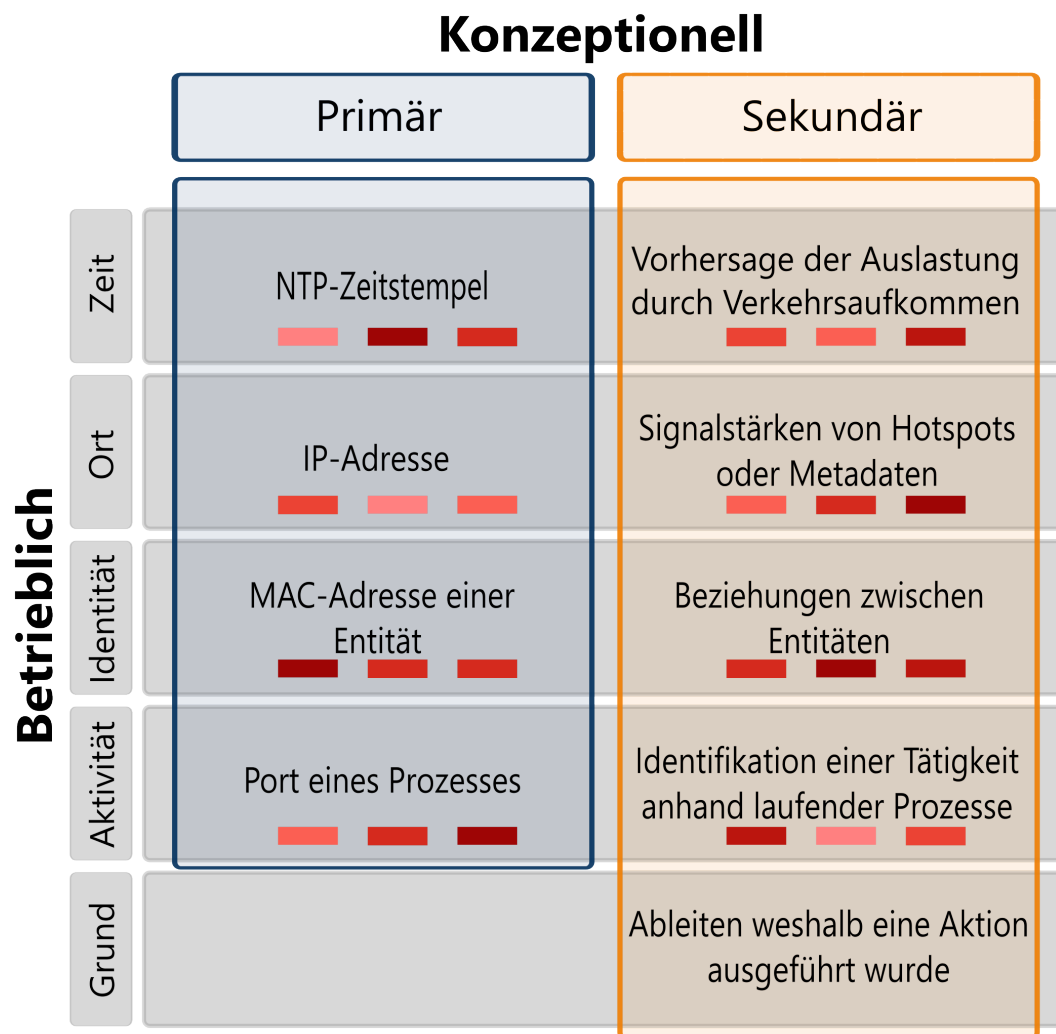 Konzeptionell
Primär
Sekundär
Betrieblich
Zeit
NTP-Zeitstempel
Vorhersage der Auslastung
durch Verkehrsaufkommen
Ort
IP-Adresse
Signalstärken von Hotspots
oder Metadaten
Identität
MAC-Adresse einer
Entität
Beziehungen zwischen
Entitäten
Aktivität
Port eines Prozesses
Identifikation einer Tätigkeit
anhand laufender Prozesse
Grund
Ableiten weshalb eine Aktion
ausgeführt wurde